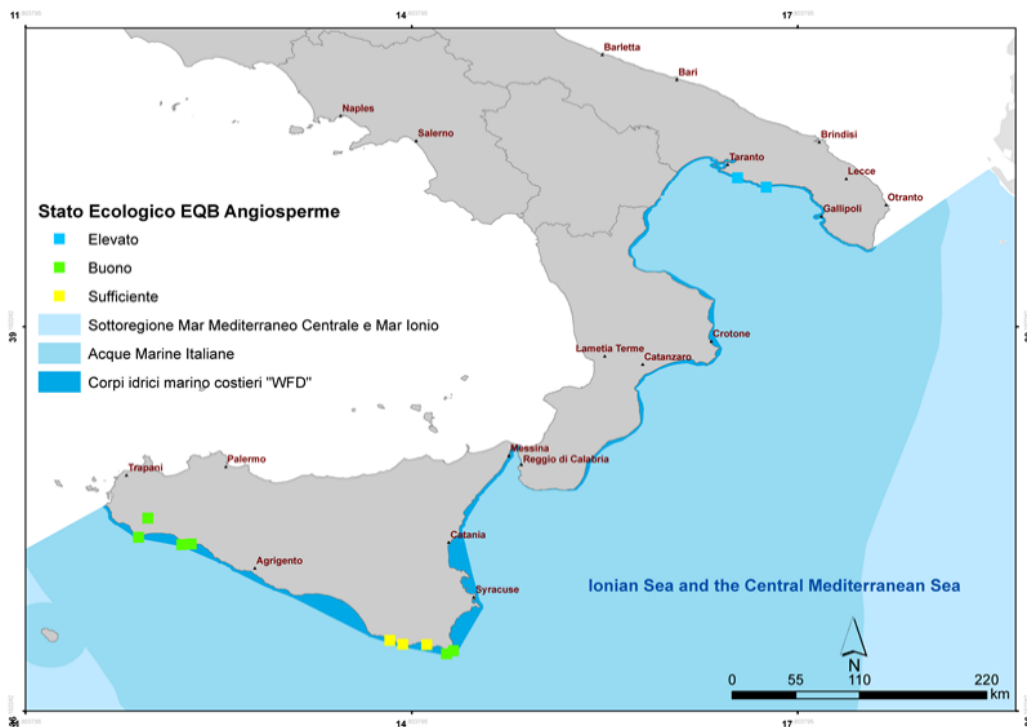 11
14
17
Barletta
Bari
Naples
Salerno
Brindisi
Taranto
Lecce
Otranto
Gallipoli
Stato Ecologico EQB Angiosperme
Elevato
Buono
Sufficiente
Sottoregione Mar Mediterraneo Centrale e Mar Ionio
Acque Marine Italiane
Corpi idrici marino costieri "WFD"
39
Crotone
Lametia Terme
Catanzaro
Messina
Reggio di Calabria
Trapani
Palermo
Catania
Agrigento
Syracuse
Ionian Sea and the Central Mediterranean Sea
N
0 55 110 220
km
14
17